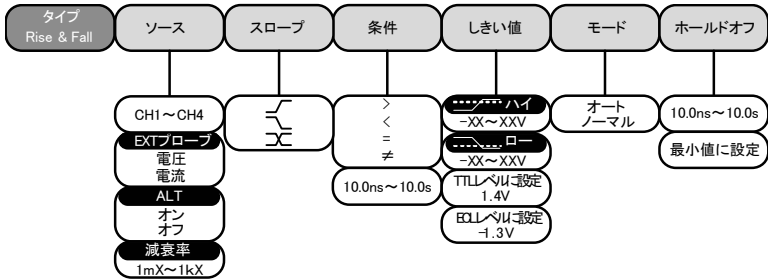 タイプ
Rise & Fall
ソース
スロープ
条件
しきい値
モード
ホールドオフ
CH1～CH4
EXTプローブ
電圧
電流
ALT
オン
オフ
減衰率
1mX～1kX
>
<
=
≠
10.0ns～10.0s
ハイ
-XX～XXV
ロー
-XX～XXV
TTLレベルに設定
1.4V
ECLレベルに設定
-1.3V
オート
ノーマル
10.0ns～10.0s
最小値に設定